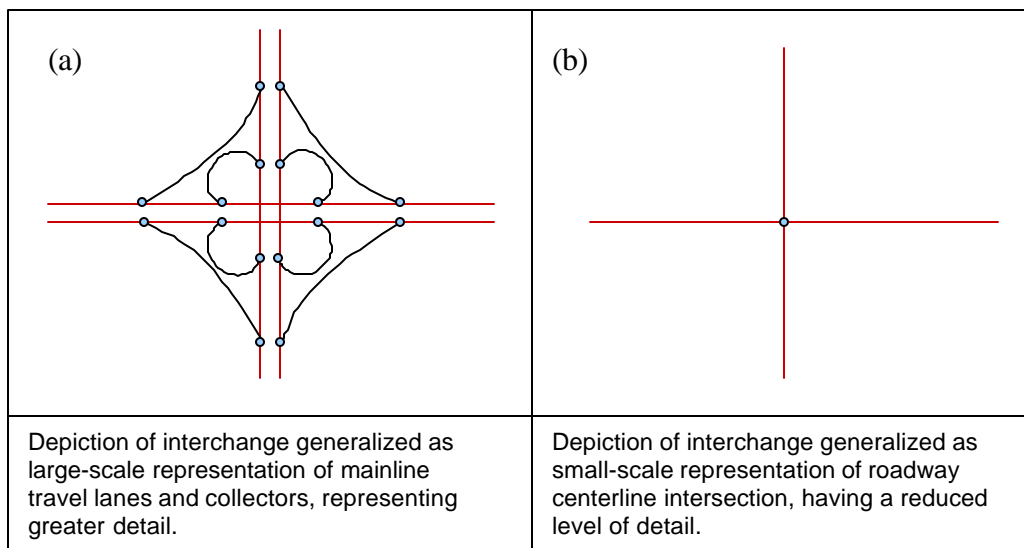 (a)
(b)
Depiction of interchange generalized as
large-scale representation of mainline
travel lanes and collectors, representing
greater detail.
Depiction of interchange generalized as
small-scale representation of roadway
centerline intersection, having a reduced
level of detail.